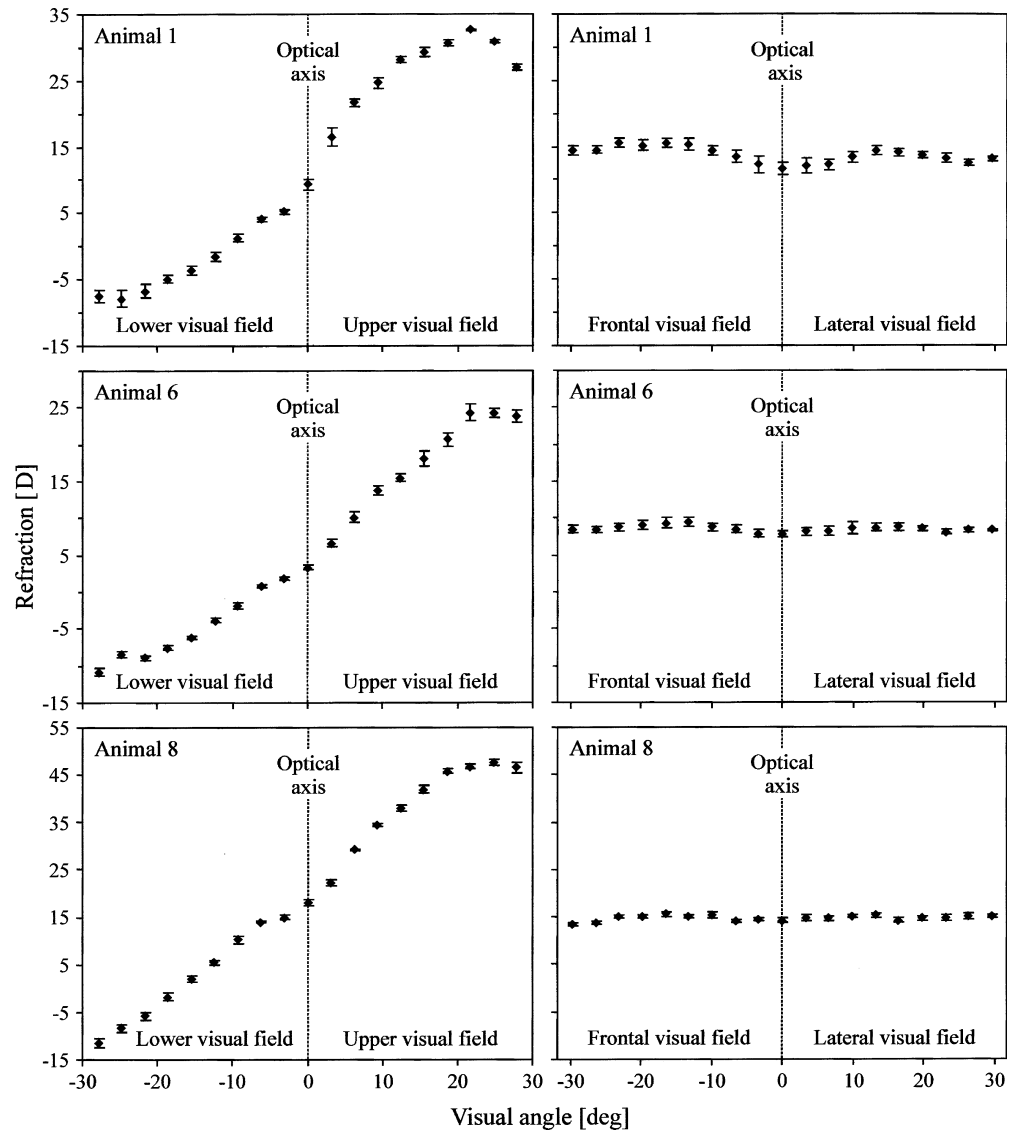 Animal 1
Optical
axis
Lower visual field
Upper visual field
35
25
15
5
-5
-15
Animal 1
Optical
axis
Frontal visual field
Lateral visual field
Animal 6
Optical
axis
Lower visual field
Upper visual field
25
15
5
-5
-15
Animal 6
Optical
axis
Frontal visual field
Lateral visual field
Refraction [D]
Animal 8
Optical
axis
Lower visual field
Upper visual field
55
45
35
25
15
5
-5
-15
-30 -20 -10 0 10 20 30
Animal 8
Optical
axis
Frontal visual field
Lateral visual field
-30 -20 -10 0 10 20 30
Visual angle [deg]